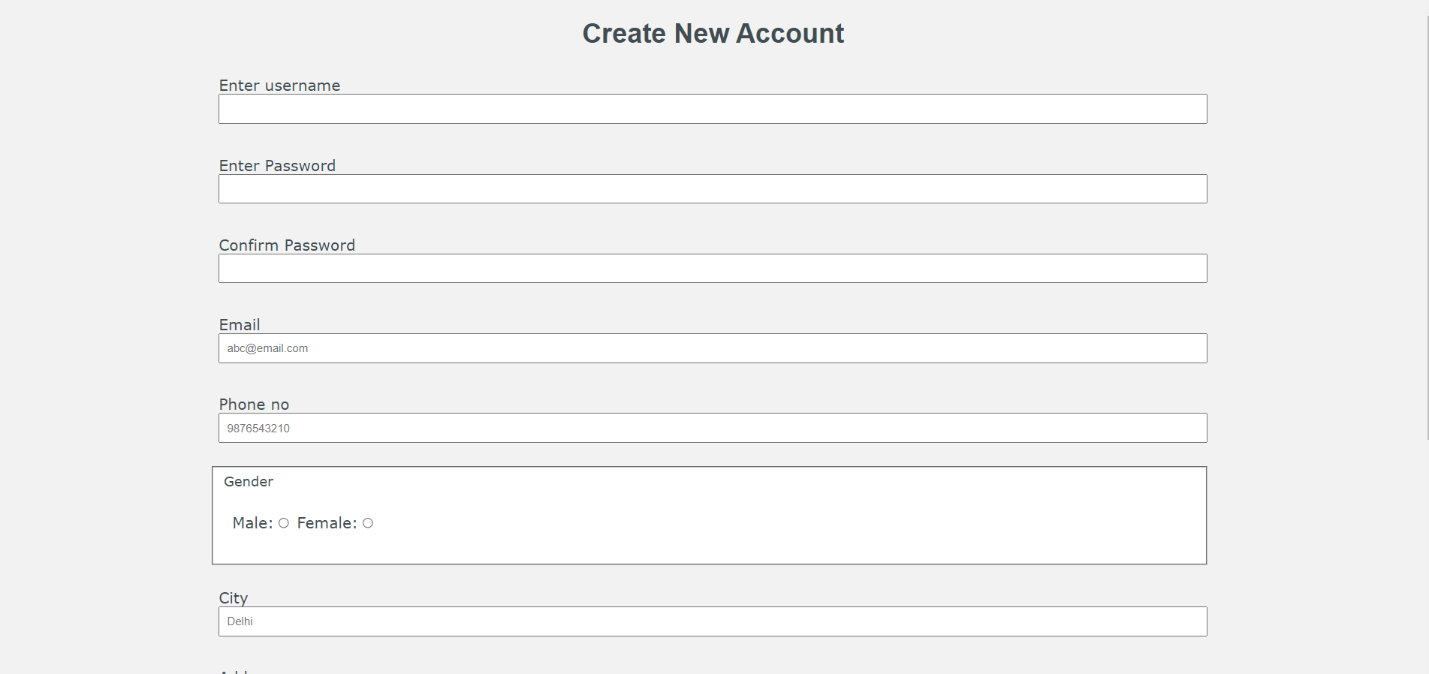 Create New Account
Enter username
Enter Password
Confirm Password
Email
abc@email.com
Phone no
9876543210
Gender
Male: Female:
City
Delhi